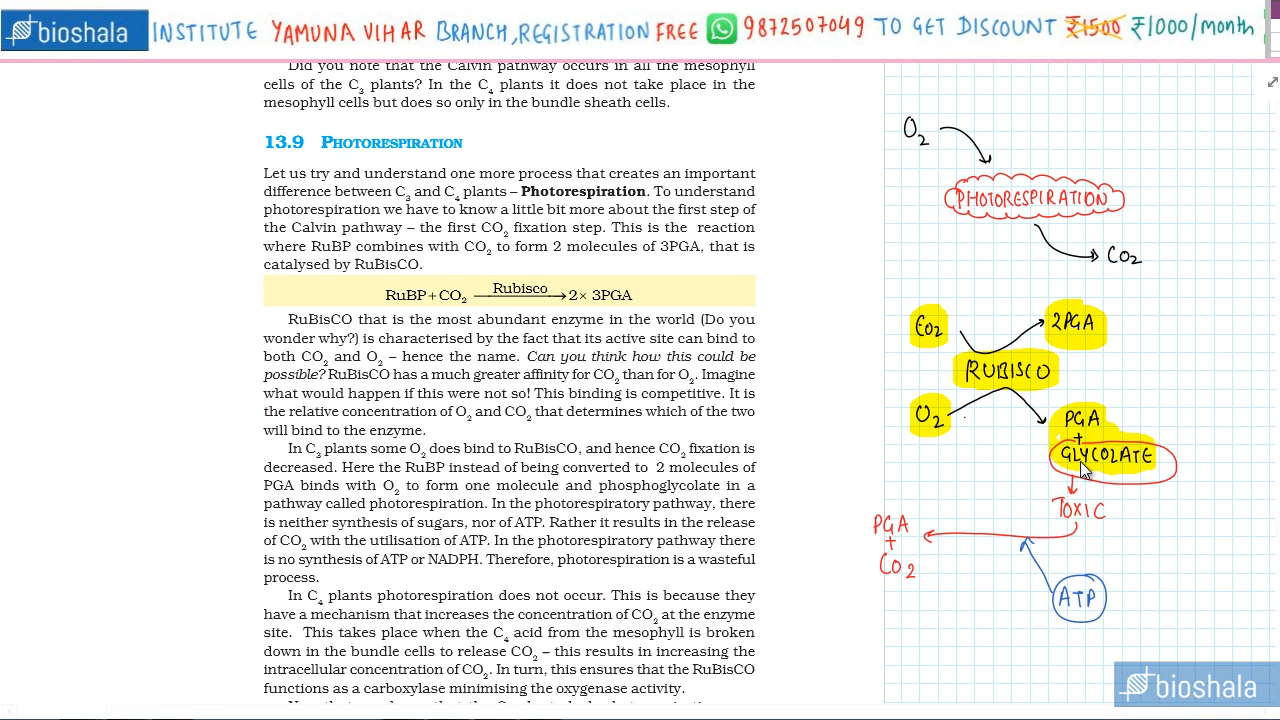 bioshala INSTITUTE YAMUNA VIHAR BRANCH, REGISTRATION FREE 9872507049 TO GET DISCOUNT ₹1500 ₹1000/month
Did you note that the Calvin pathway occurs in all the mesophyll
cells of the C3 plants? In the C4 plants it does not take place in the
mesophyll cells but does so only in the bundle sheath cells.
13.9 PHOTORESPIRATION
Let us try and understand one more process that creates an important
difference between C3 and C4 plants – Photorespiration. To understand
photorespiration we have to know a little bit more about the first step of
the Calvin pathway – the first CO2 fixation step. This is the reaction
where RuBP combines with CO2 to form 2 molecules of 3PGA, that is
catalysed by RuBisCO.
RuBP + CO2 Rubisco → 2× 3PGA
RuBisCO that is the most abundant enzyme in the world (Do you
wonder why?) is characterised by the fact that its active site can bind to
both CO2 and O2 – hence the name. Can you think how this could be
possible? RuBisCO has a much greater affinity for CO2 than for O2. Imagine
what would happen if this were not so! This binding is competitive. It is
the relative concentration of O2 and CO2 that determines which of the two
will bind to the enzyme.
In C3 plants some O2 does bind to RuBisCO, and hence CO2 fixation is
decreased. Here the RuBP instead of being converted to 2 molecules of
PGA binds with O2 to form one molecule and phosphoglycolate in a
pathway called photorespiration. In the photorespiratory pathway, there
is neither synthesis of sugars, nor of ATP. Rather it results in the release
of CO2 with the utilisation of ATP. In the photorespiratory pathway there
is no synthesis of ATP or NADPH. Therefore, photorespiration is a wasteful
process.
In C4 plants photorespiration does not occur. This is because they
have a mechanism that increases the concentration of CO2 at the enzyme
site. This takes place when the C4 acid from the mesophyll is broken
down in the bundle cells to release CO2 – this results in increasing the
intracellular concentration of CO2. In turn, this ensures that the RuBisCO
functions as a carboxylase minimising the oxygenase activity.
O2
PHOTORESPIRATION
CO2
CO2 2PGA
RUBISCO
O2 PGA
+
GLYCOLATE
TOXIC
PGA
+
CO2
ATP
bioshala